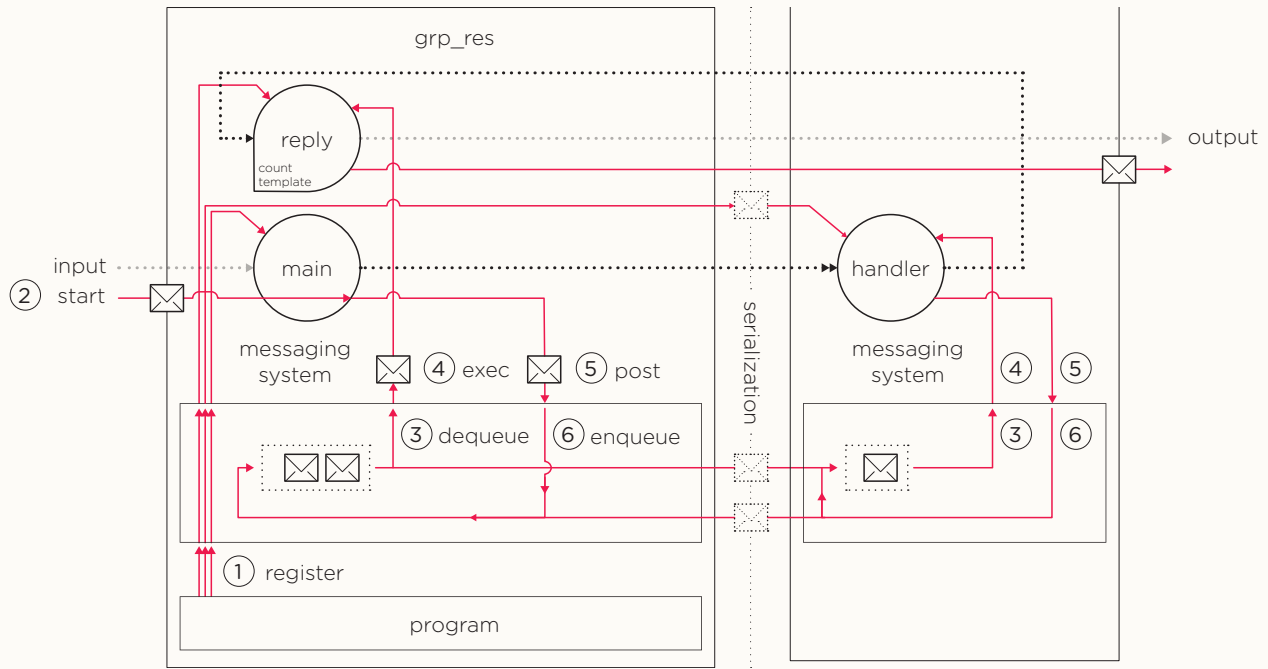 grp_res
reply
count
template
output
input
main
handler
② start
serialization
messaging
system
④ exec
⑤ post
messaging
system
④
⑤
③ dequeue
⑥ enqueue
③
⑥
① register
program